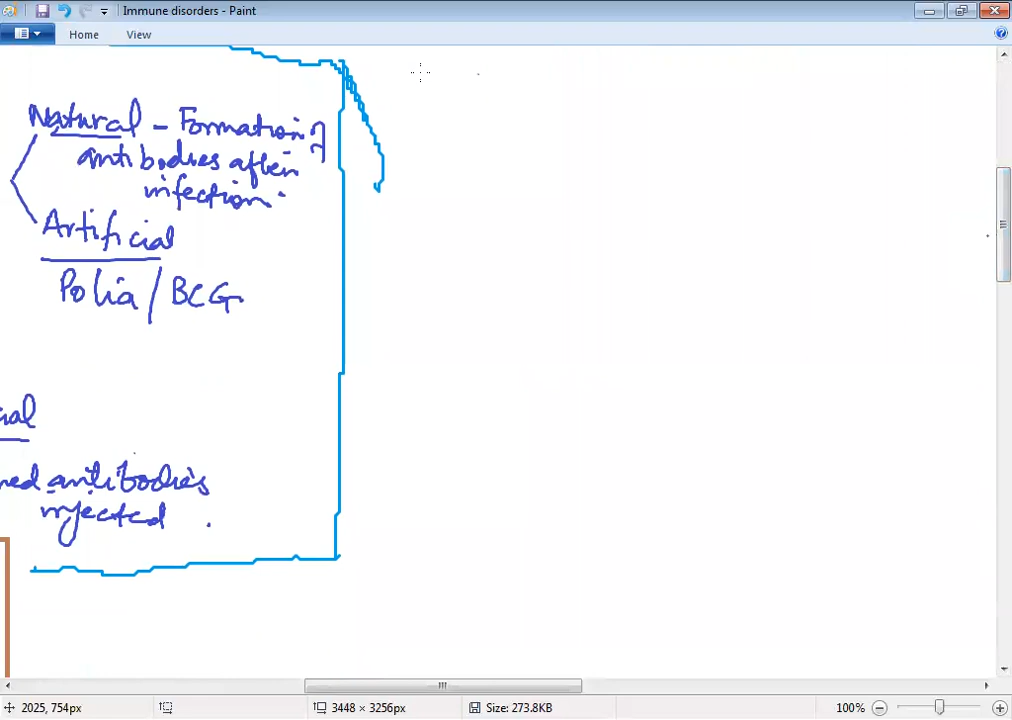 Immune disorders - Paint
Home View
Natural - Formation of
antibodies after
infection.
Artificial
Polia / BCG
ial
ned antibodies
injected .
2025, 754px
3448 × 3256px
Size: 273.8KB
100%